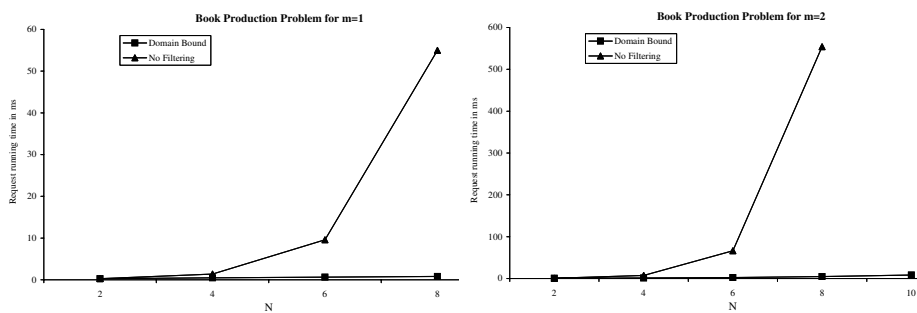 Book Production Problem for m=1
60
50
40
30
20
10
0
Request running time in ms
Domain Bound
No Filtering
2
4
6
8
N
Book Production Problem for m=2
600
500
400
300
200
100
0
Request running time in ms
Domain Bound
No Filtering
2
4
6
8
10
N